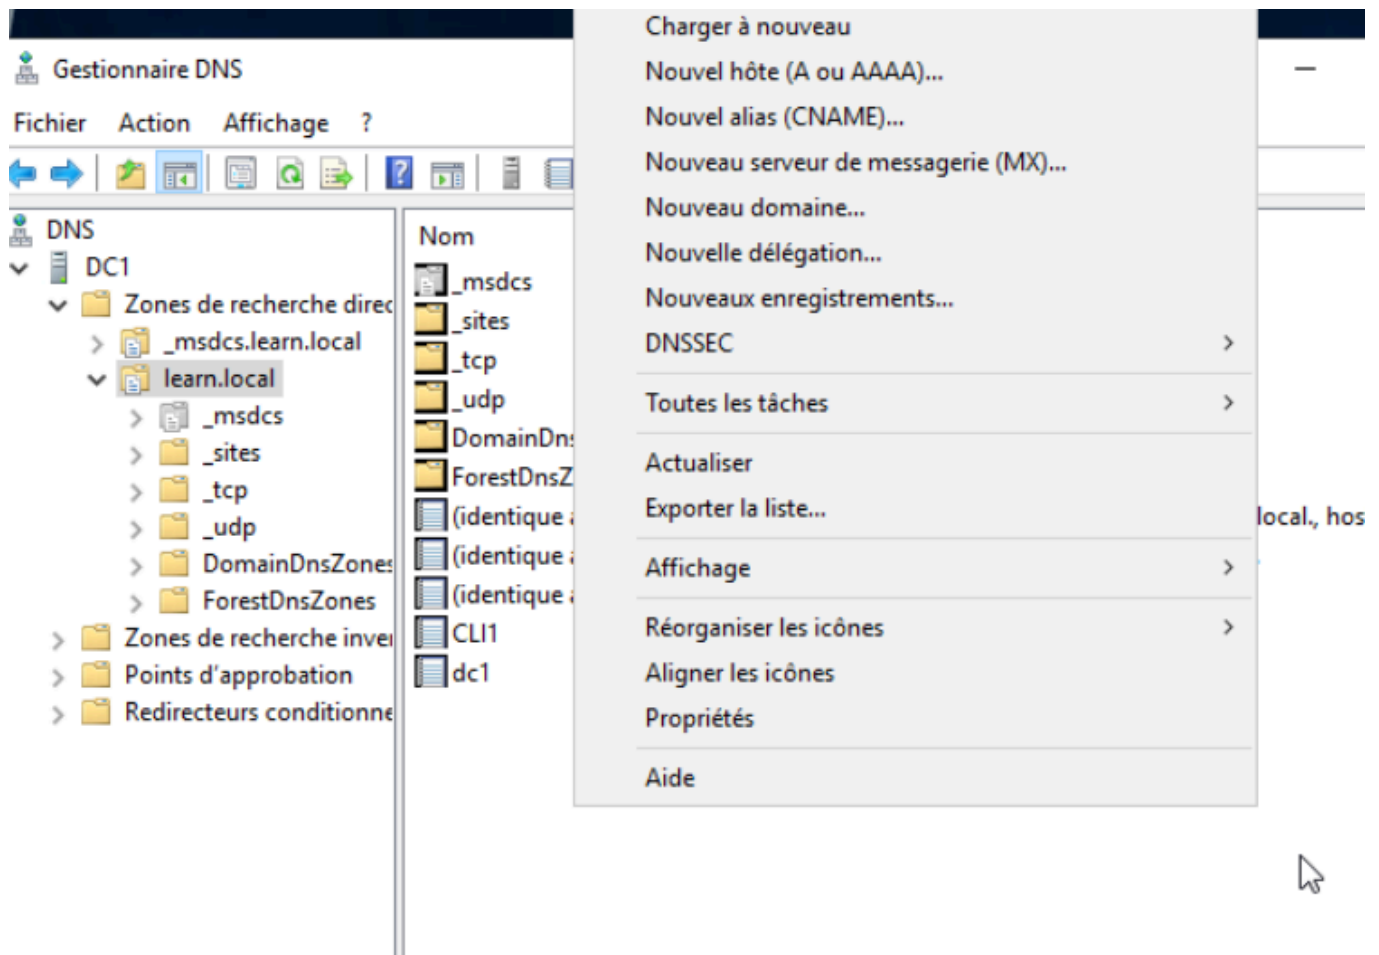 Gestionnaire DNS
Fichier Action Affichage ?
DNS
DC1
Zones de recherche direc
_msdcs.learn.local
learn.local
_msdcs
_sites
_tcp
_udp
DomainDnsZones
ForestDnsZones
Zones de recherche inver
Points d'approbation
Redirecteurs conditionne
Nom
_msdcs
_sites
_tcp
_udp
DomainDns
ForestDnsZ
(identique a
(identique a
(identique a
CLI1
dc1
Charger à nouveau
Nouvel hôte (A ou AAAA)...
Nouvel alias (CNAME)...
Nouveau serveur de messagerie (MX)...
Nouveau domaine...
Nouvelle délégation...
Nouveaux enregistrements...
DNSSEC
Toutes les tâches
Actualiser
Exporter la liste...
Affichage
Réorganiser les icônes
Aligner les icônes
Propriétés
Aide
local., hos